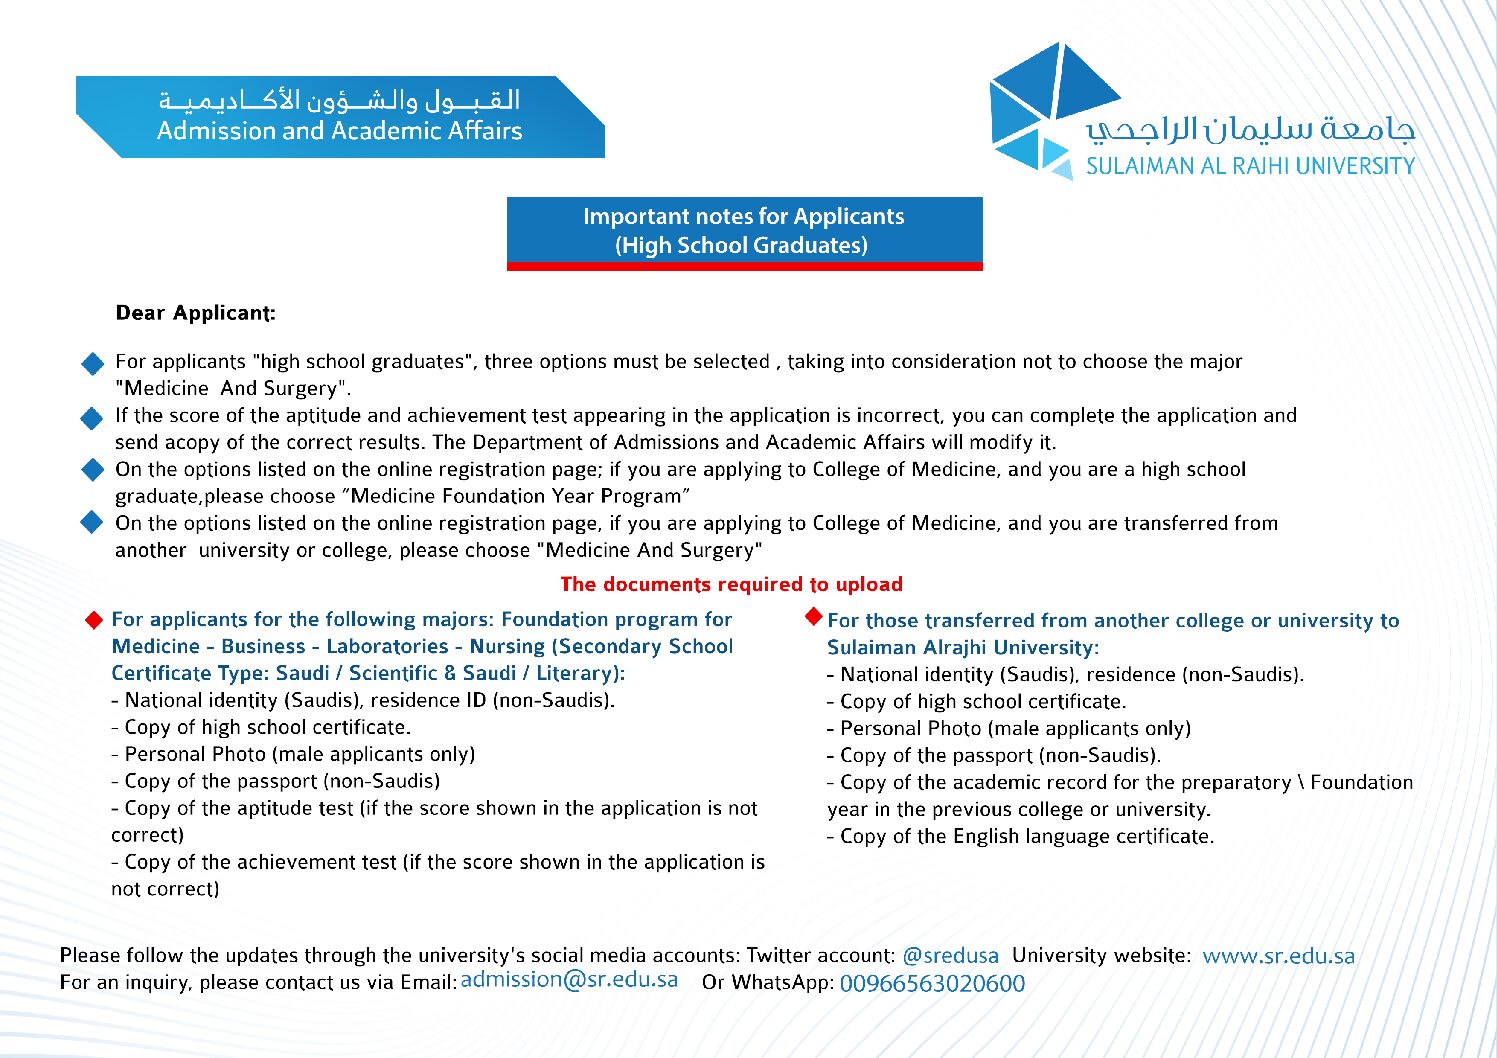 القبول والشؤون الأكاديمية
Admission and Academic Affairs
جامعة سليمان الراجحي
SULAIMAN AL RAJHI UNIVERSITY
Important notes for Applicants
(High School Graduates)
Dear Applicant:
For applicants "high school graduates", three options must be selected , taking into consideration not to choose the major
"Medicine And Surgery".
If the score of the aptitude and achievement test appearing in the application is incorrect, you can complete the application and
send acopy of the correct results. The Department of Admissions and Academic Affairs will modify it.
On the options listed on the online registration page; if you are applying to College of Medicine, and you are a high school
graduate,please choose ”Medicine Foundation Year Program”
On the options listed on the online registration page, if you are applying to College of Medicine, and you are transferred from
another university or college, please choose "Medicine And Surgery"
The documents required to upload
For applicants for the following majors: Foundation program for
Medicine - Business - Laboratories - Nursing (Secondary School
Certificate Type: Saudi / Scientific & Saudi / Literary):
- National identity (Saudis), residence ID (non-Saudis).
- Copy of high school certificate.
- Personal Photo (male applicants only)
- Copy of the passport (non-Saudis)
- Copy of the aptitude test (if the score shown in the application is not
correct)
- Copy of the achievement test (if the score shown in the application is
not correct)
For those transferred from another college or university to
Sulaiman Alrajhi University:
- National identity (Saudis), residence (non-Saudis).
- Copy of high school certificate.
- Personal Photo (male applicants only)
- Copy of the passport (non-Saudis).
- Copy of the academic record for the preparatory \ Foundation
year in the previous college or university.
- Copy of the English language certificate.
Please follow the updates through the university's social media accounts: Twitter account: @sredusa University website: www.sr.edu.sa
For an inquiry, please contact us via Email: admission@sr.edu.sa Or WhatsApp: 00966563020600